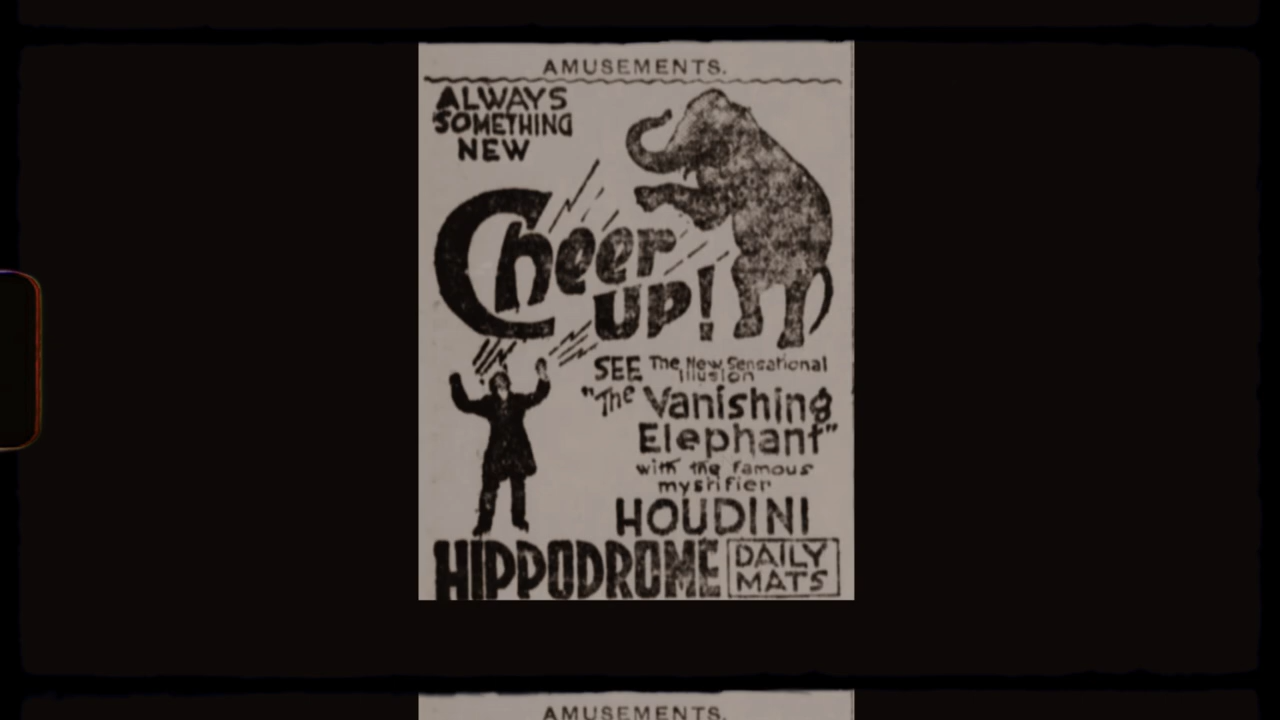 AMUSEMENTS.
ALWAYS
SOMETHING
NEW
Cheer
UP!
SEE The New Sensational
Illusion
"The Vanishing
Elephant"
with the famous
mystifier
HOUDINI
HIPPODROME
DAILY
MATS
AMUSEMENTS.